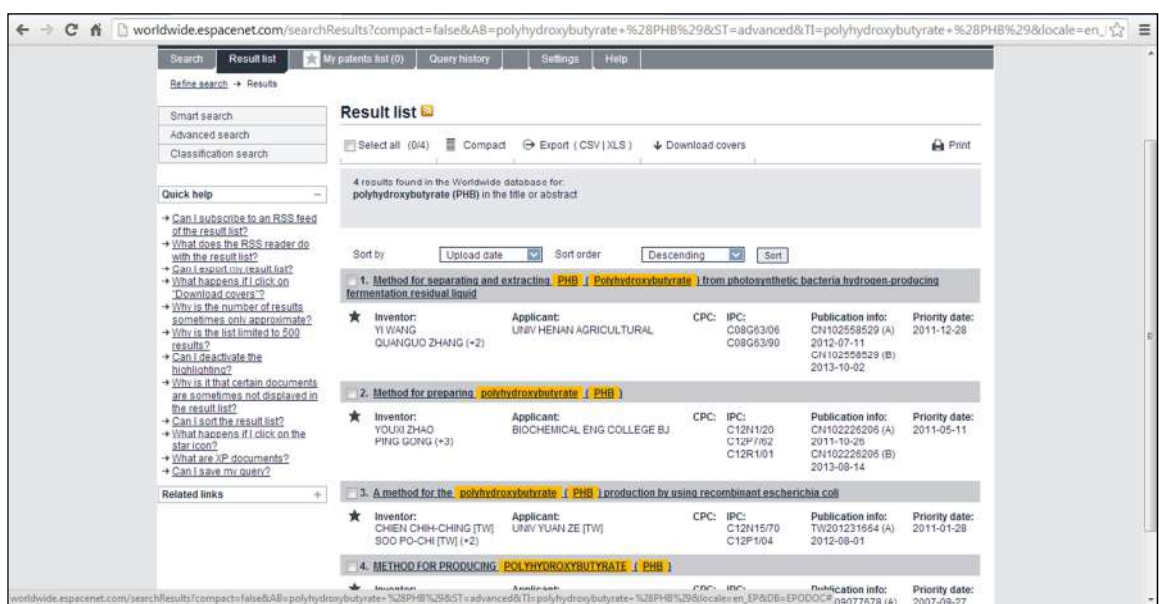 worldwide.espacenet.com/searchResults?compact=false&AB=polyhydroxybutyrate+%28PHB%29&ST=advanced&TI=polyhydroxybutyrate+%28PHB%29&locale=en_
Search Result list My patents list (0) Query history Settings Help
Refine search → Results
Smart search
Advanced search
Classification search
Quick help −
→ Can I subscribe to an RSS feed
of the result list?
→ What does the RSS reader do
with the result list?
→ Can I export my result list?
→ What happens if I click on
"Download covers"?
→ Why is the number of results
sometimes only approximate?
→ Why is the list limited to 500
results?
→ Can I deactivate the
highlighting?
→ Why is it that certain documents
are sometimes not displayed in
the result list?
→ Can I sort the result list?
→ What happens if I click on the
star icon?
→ What are XP documents?
→ Can I save my query?
Related links +
Result list
Select all (0/4) Compact Export ( CSV | XLS ) Download covers Print
4 results found in the Worldwide database for:
polyhydroxybutyrate (PHB) in the title or abstract
Sort by Upload date Sort order Descending Sort
1. Method for separating and extracting PHB ( Polyhydroxybutyrate ) from photosynthetic bacteria hydrogen-producing
fermentation residual liquid
Inventor: Applicant: CPC: IPC: Publication info: Priority date:
YI WANG UNIV HENAN AGRICULTURAL C08G63/06 CN102558529 (A) 2011-12-28
QUANGUO ZHANG (+2) C08G63/90 2012-07-11
CN102558529 (B)
2013-10-02
2. Method for preparing polyhydroxybutyrate ( PHB )
Inventor: Applicant: CPC: IPC: Publication info: Priority date:
YOUXI ZHAO BIOCHEMICAL ENG COLLEGE BJ C12N1/20 CN102226206 (A) 2011-05-11
PING GONG (+3) C12P7/62 2011-10-26
C12R1/01 CN102226206 (B)
2013-08-14
3. A method for the polyhydroxybutyrate ( PHB ) production by using recombinant escherichia coli
Inventor: Applicant: CPC: IPC: Publication info: Priority date:
CHIEN CHIH-CHING [TW] UNIV YUAN ZE [TW] C12N15/70 TW201231664 (A) 2011-01-28
SOO PO-CHI [TW] (+2) C12P1/04 2012-08-01
4. METHOD FOR PRODUCING POLYHYDROXYBUTYRATE ( PHB )
Inventor: Applicant: CPC: IPC: Publication info: Priority date:
09077678 (A) 2007-09-27
worldwide.espacenet.com/searchResults?compact=false&AB=polyhydroxybutyrate+%28PHB%29&ST=advanced&TI=polyhydroxybutyrate+%28PHB%29&locale=en_EP&DB=EPODOC#